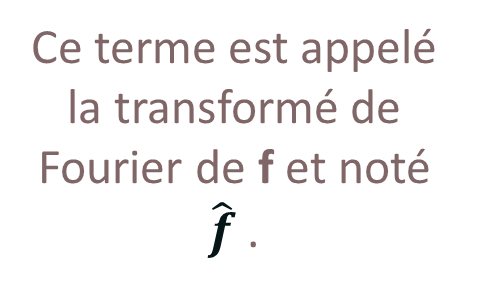 Ce terme est appelé
la transformé de
Fourier de f et noté
f̂ .